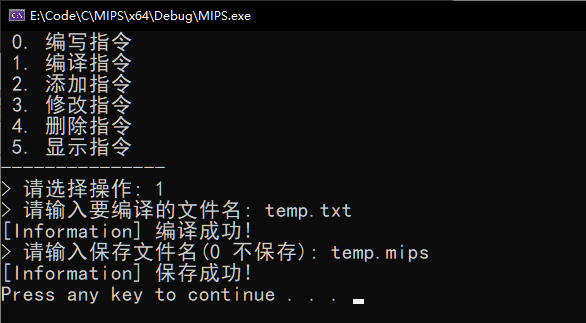 E:\Code\C\MIPS\x64\Debug\MIPS.exe
0. 编写指令
1. 编译指令
2. 添加指令
3. 修改指令
4. 删除指令
5. 显示指令
---------------
> 请选择操作: 1
> 请输入要编译的文件名: temp.txt
[Information] 编译成功!
> 请输入保存文件名(0 不保存): temp.mips
[Information] 保存成功!
Press any key to continue . . .